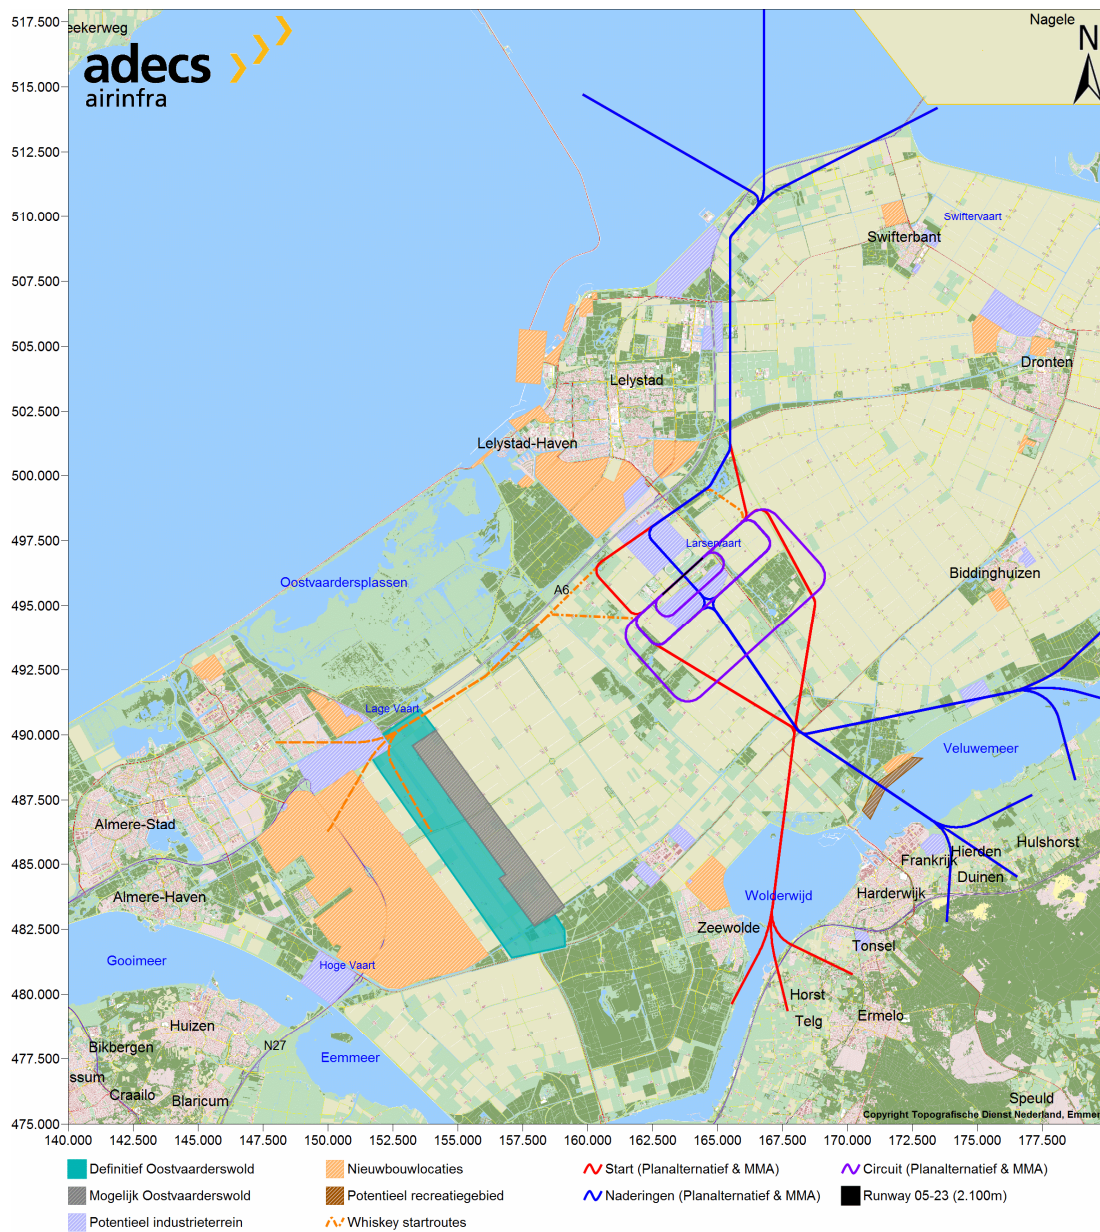 517.500
eekerweg
Nagele
N
adecs
airinfra
515.000
512.500
510.000
Swiftervaart
Swifterbant
507.500
505.000
Dronten
Lelystad
502.500
Lelystad-Haven
500.000
497.500
Larservaart
Biddinghuizen
Oostvaardersplassen
A6
495.000
492.500
Lage Vaart
490.000
Veluwemeer
487.500
Almere-Stad
485.000
Hulshorst
Hierden
Frankrijk
Duinen
Almere-Haven
Wolderwijd
Harderwijk
482.500
Zeewolde
Tonsel
Gooimeer
Hoge Vaart
480.000
Horst
Telg
Ermelo
Huizen
477.500
Bikbergen
N27
Eemmeer
ssum
Craailo
Blaricum
Speuld
Copyright Topografische Dienst Nederland, Emmen
475.000
140.000 142.500 145.000 147.500 150.000 152.500 155.000 157.500 160.000 162.500 165.000 167.500 170.000 172.500 175.000 177.500
Definitief Oostvaarderswold
Nieuwbouwlocaties
Start (Planalternatief & MMA)
Circuit (Planalternatief & MMA)
Mogelijk Oostvaarderswold
Potentieel recreatiegebied
Naderingen (Planalternatief & MMA)
Runway 05-23 (2.100m)
Potentieel industrieterrein
Whiskey startroutes